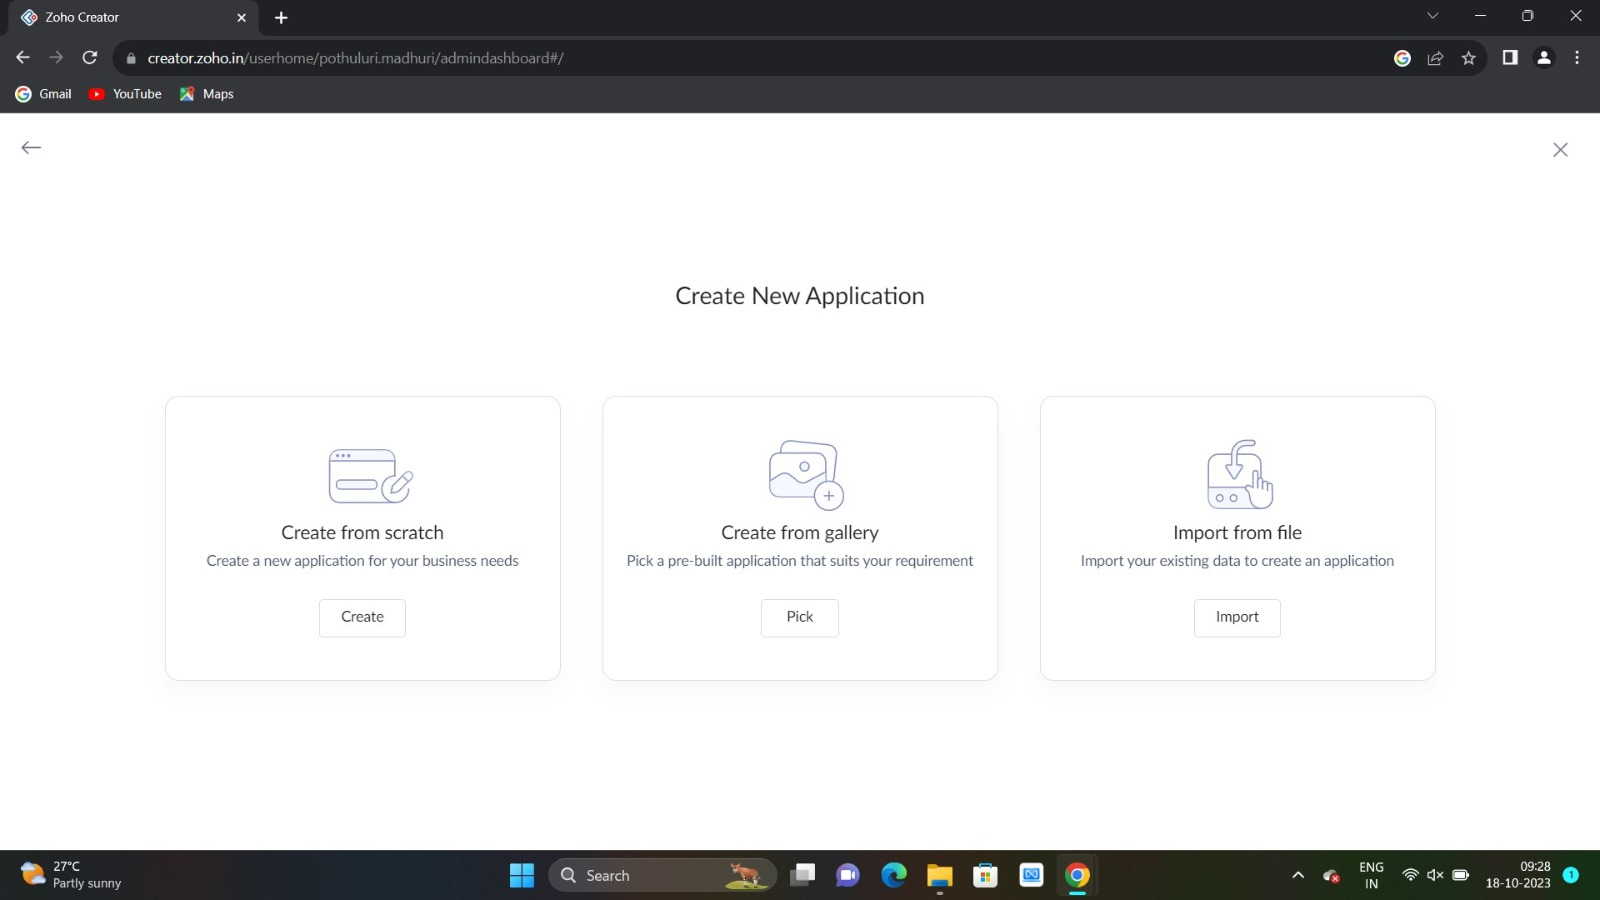 Zoho Creator
creator.zoho.in/userhome/pothuluri.madhuri/admindashboard#/
Gmail YouTube Maps
Create New Application
Create from scratch
Create a new application for your business needs
Create
Create from gallery
Pick a pre-built application that suits your requirement
Pick
Import from file
Import your existing data to create an application
Import
27°C
Partly sunny
Search
ENG
IN
09:28
18-10-2023
1